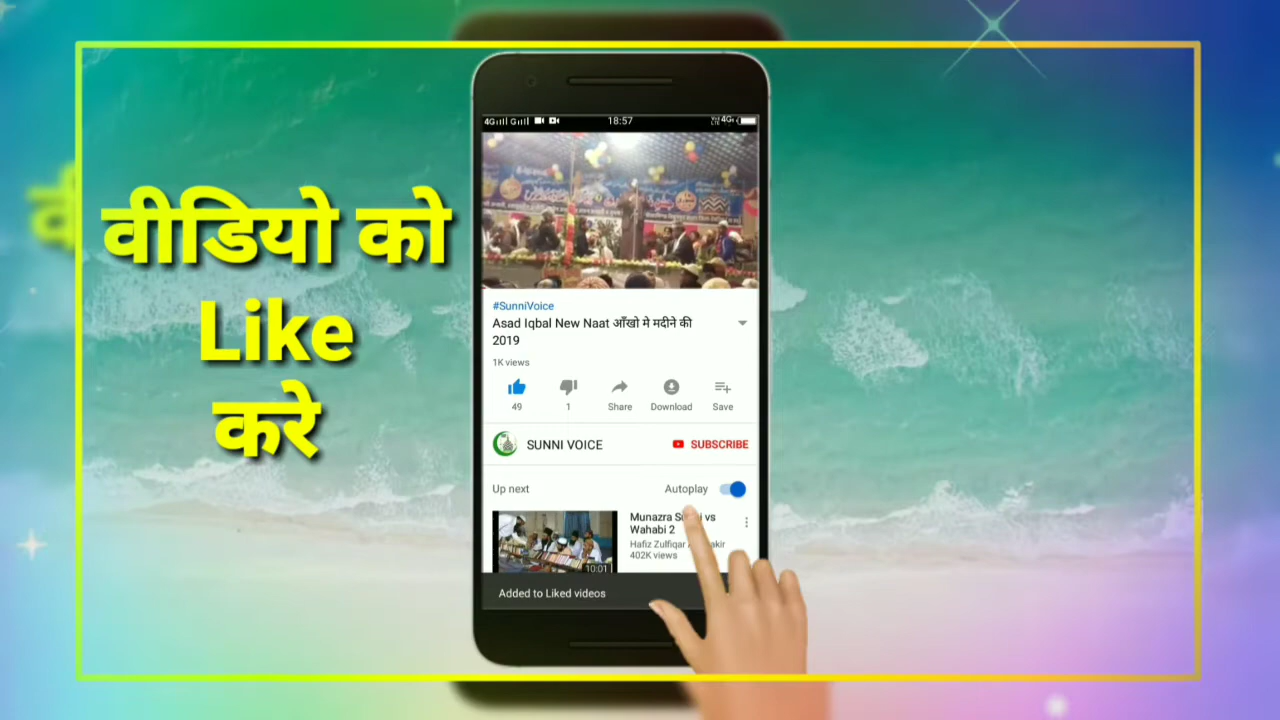 वीडियो को
Like
करे
18:57
#SunniVoice
Asad Iqbal New Naat आँखो मे मदीने की
2019
1K views
49
1
Share
Download
Save
SUNNI VOICE
SUBSCRIBE
Up next
Autoplay
Munazra vs
Wahabi 2
Hafiz Zulfiqar
402K views
10:01
Added to Liked videos